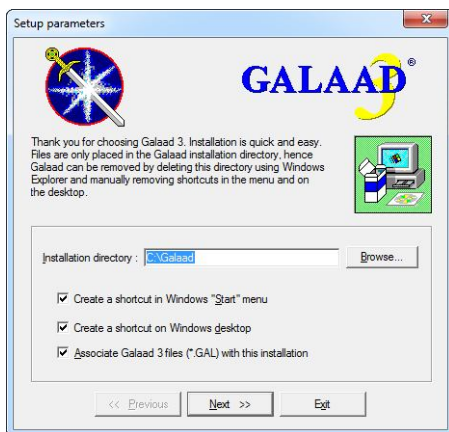 Setup parameters
GALAAD®
3
Thank you for choosing Galaad 3. Installation is quick and easy.
Files are only placed in the Galaad installation directory, hence
Galaad can be removed by deleting this directory using Windows
Explorer and manually removing shortcuts in the menu and on
the desktop.
Installation directory : C:\Galaad Browse...
Create a shortcut in Windows "Start" menu
Create a shortcut on Windows desktop
Associate Galaad 3 files (*.GAL) with this installation
<< Previous Next >> Exit